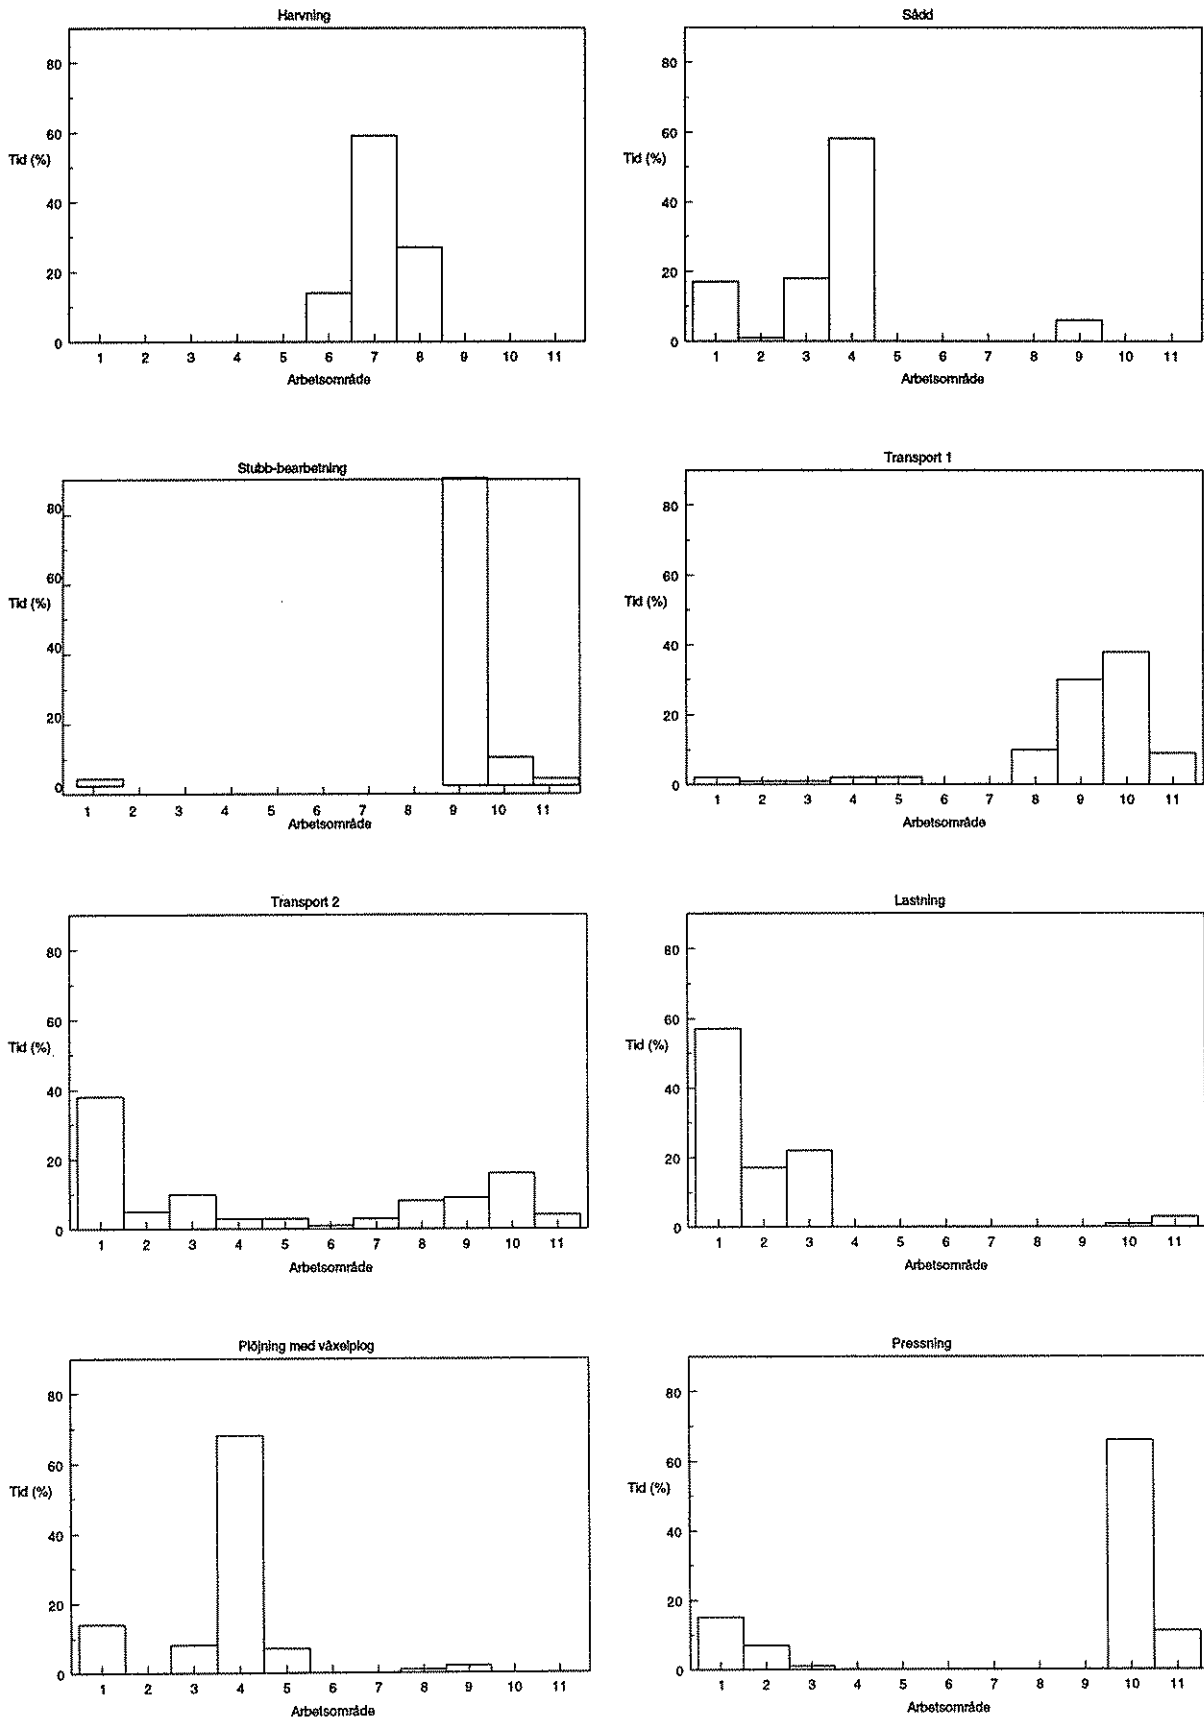 Harvning
80
60
Tid (%)
40
20
0
1 2 3 4 5 6 7 8 9 10 11
Arbetsområde
Sådd
80
60
Tid (%)
40
20
0
1 2 3 4 5 6 7 8 9 10 11
Arbetsområde
Stubb-bearbetning
80
60
Tid (%)
40
20
0
1 2 3 4 5 6 7 8 9 10 11
Arbetsområde
Transport 1
80
60
Tid (%)
40
20
0
1 2 3 4 5 6 7 8 9 10 11
Arbetsområde
Transport 2
80
60
Tid (%)
40
20
0
1 2 3 4 5 6 7 8 9 10 11
Arbetsområde
Lastning
80
60
Tid (%)
40
20
0
1 2 3 4 5 6 7 8 9 10 11
Arbetsområde
Plöjning med växelplog
80
60
Tid (%)
40
20
0
1 2 3 4 5 6 7 8 9 10 11
Arbetsområde
Pressning
80
60
Tid (%)
40
20
0
1 2 3 4 5 6 7 8 9 10 11
Arbetsområde